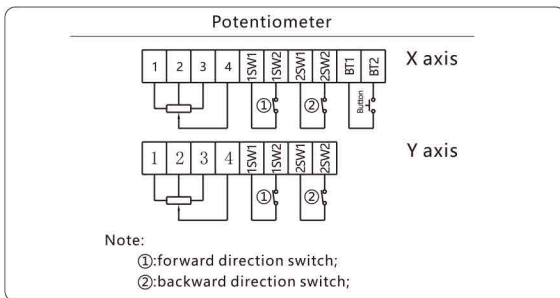 Potentiometer
1 2 3 4 1SW1 1SW2 2SW1 2SW2 BT1 BT2 X axis
① ② Button
1 2 3 4 1SW1 1SW2 2SW1 2SW2 Y axis
① ②
Note:
①:forward direction switch;
②:backward direction switch;